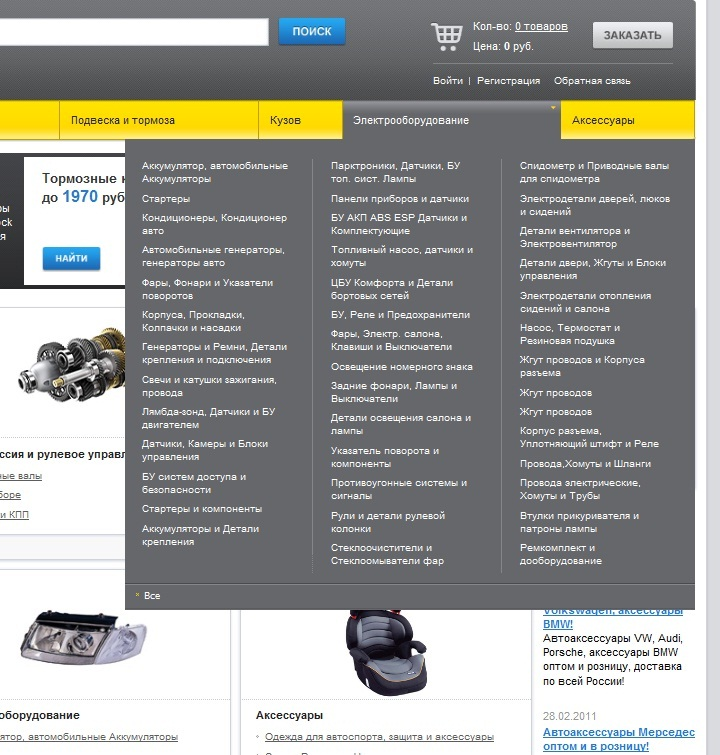 ПОИСК
Кол-во: 0 товаров
Цена: 0 руб.
ЗАКАЗАТЬ
Войти | Регистрация Обратная связь
Подвеска и тормоза
Кузов
Электрооборудование
Аксессуары
Тормозные
до 1970 руб
НАЙТИ
Аккумулятор, автомобильные
Аккумуляторы
Стартеры
Кондиционеры, Кондиционер
авто
Автомобильные генераторы,
генераторы авто
Фары, Фонари и Указатели
поворотов
Корпуса, Прокладки,
Колпачки и насадки
Генераторы и Ремни, Детали
крепления и подключения
Свечи и катушки зажигания,
провода
Лямбда-зонд, Датчики и БУ
двигателем
Датчики, Камеры и Блоки
управления
БУ систем доступа и
безопасности
Стартеры и компоненты
Аккумуляторы и Детали
крепления
Парктроники, Датчики, БУ
топ. сист. Лампы
Панели приборов и датчики
БУ АКП ABS ESP Датчики и
Комплектующие
Топливный насос, датчики и
хомуты
ЦБУ Комфорта и Детали
бортовых сетей
БУ, Реле и Предохранители
Фары, Электр. салона,
Клавиши и Выключатели
Освещение номерного знака
Задние фонари, Лампы и
Выключатели
Детали освещения салона и
лампы
Указатель поворота и
компоненты
Противоугонные системы и
сигналы
Рули и детали рулевой
колонки
Стеклоочистители и
Стеклоомыватели фар
Спидометр и Приводные валы
для спидометра
Электродетали дверей, люков
и сидений
Детали вентилятора и
Электровентилятор
Детали двери, Жгуты и Блоки
управления
Электродетали отопления
сидений и салона
Насос, Термостат и
Резиновая подушка
Жгут проводов и Корпуса
разъема
Жгут проводов
Жгут проводов
Корпус разъема,
Уплотняющий штифт и Реле
Провода,Хомуты и Шланги
Провода электрические,
Хомуты и Трубы
Втулки прикуривателя и
патроны лампы
Ремкомплект и
дооборудование
Все
ры
ock
я
ссия и рулевое управл
ные валы
боре
и КПП
оборудование
ятор, автомобильные Аккумуляторы
Аксессуары
Одежда для автоспорта, защита и аксессуары
Volkswagen, аксессуары
BMW!
Автоаксессуары VW, Audi,
Porsche, аксессуары BMW
оптом и розницу, доставка
по всей России!
28.02.2011
Автоаксессуары Мерседес
оптом и в розницу!